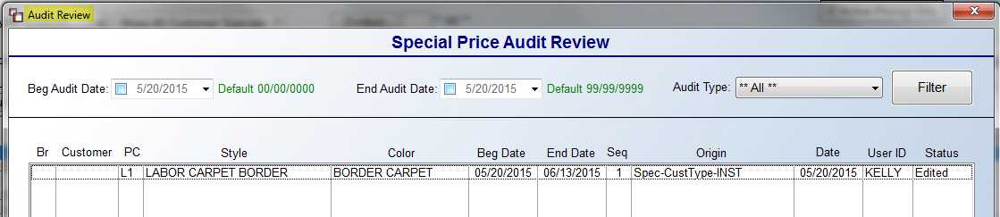 Audit Review
Special Price Audit Review
Beg Audit Date: 5/20/2015 Default 00/00/0000 End Audit Date: 5/20/2015 Default 99/99/9999 Audit Type: ** All ** Filter
Br Customer PC Style Color Beg Date End Date Seq Origin Date User ID Status
L1 LABOR CARPET BORDER BORDER CARPET 05/20/2015 06/13/2015 1 Spec-CustType-INST 05/20/2015 KELLY Edited